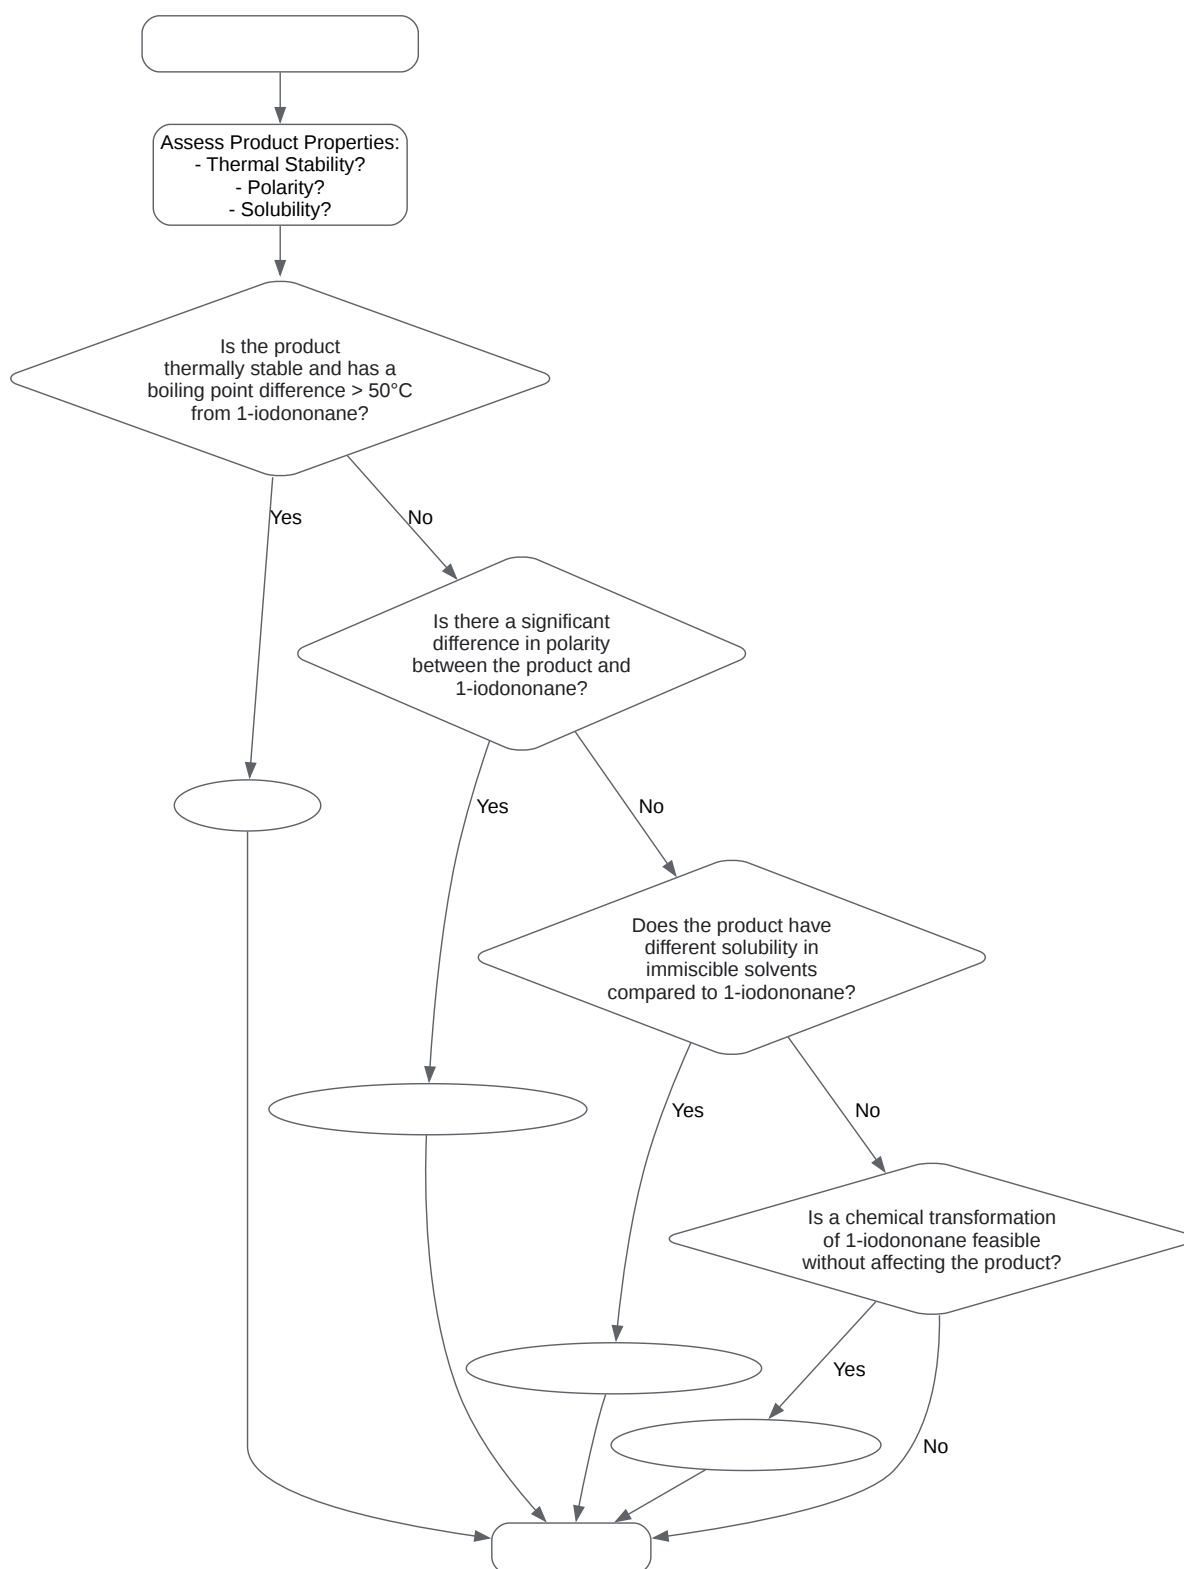 Assess Product Properties:
- Thermal Stability?
- Polarity?
- Solubility?
Is the product
thermally stable and has a
boiling point difference > 50°C
from 1-iodononane?
Yes
No
Is there a significant
difference in polarity
between the product and
1-iodononane?
Yes
No
Does the product have
different solubility in
immiscible solvents
compared to 1-iodononane?
Yes
No
Is a chemical transformation
of 1-iodononane feasible
without affecting the product?
Yes
No